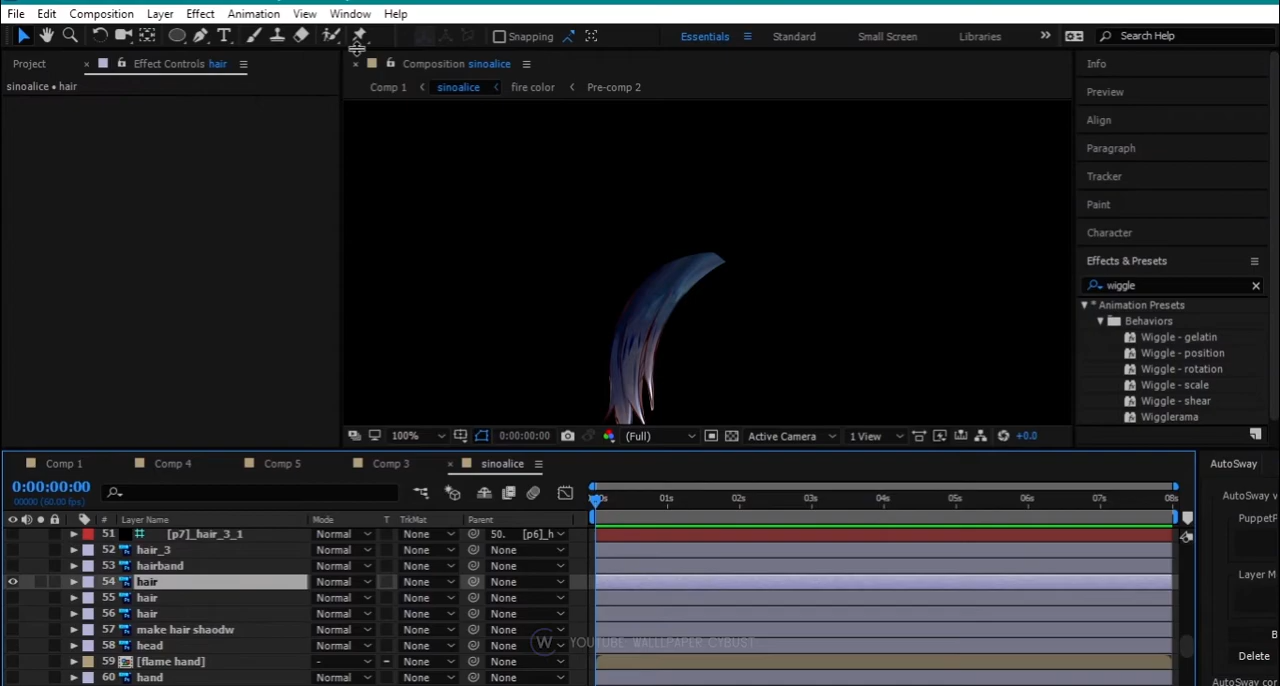 File Edit Composition Layer Effect Animation View Window Help
Snapping Essentials Standard Small Screen Libraries » Search Help
Project × Effect Controls hair
sinoalice • hair
× Composition sinoalice
Comp 1 sinoalice fire color Pre-comp 2
Info
Preview
Align
Paragraph
Tracker
Paint
Character
Effects & Presets
wiggle
* Animation Presets
Behaviors
Wiggle - gelatin
Wiggle - position
Wiggle - rotation
Wiggle - scale
Wiggle - shear
Wigglerama
100% 0:00:00:00 (Full) Active Camera 1 View +0.0
Comp 1 Comp 4 Comp 5 Comp 3 × sinoalice
AutoSway
0:00:00:00
00000 (60.00 fps)
01s 02s 03s 04s 05s 06s 07s 08s
AutoSway v
PuppetF
Layer M
B
Delete
AutoSway cor
# Layer Name Mode T TrkMat Parent
51 [p7]_hair_3_1 Normal None 50. [p6]_h
52 hair_3 Normal None None
53 hairband Normal None None
54 hair Normal None None
55 hair Normal None None
56 hair Normal None None
57 make hair shaodw Normal None None
58 head Normal None None
59 [flame hand] - - None None
60 hand Normal None None
W YOUTUBE: WALLLPAPER CYBUST